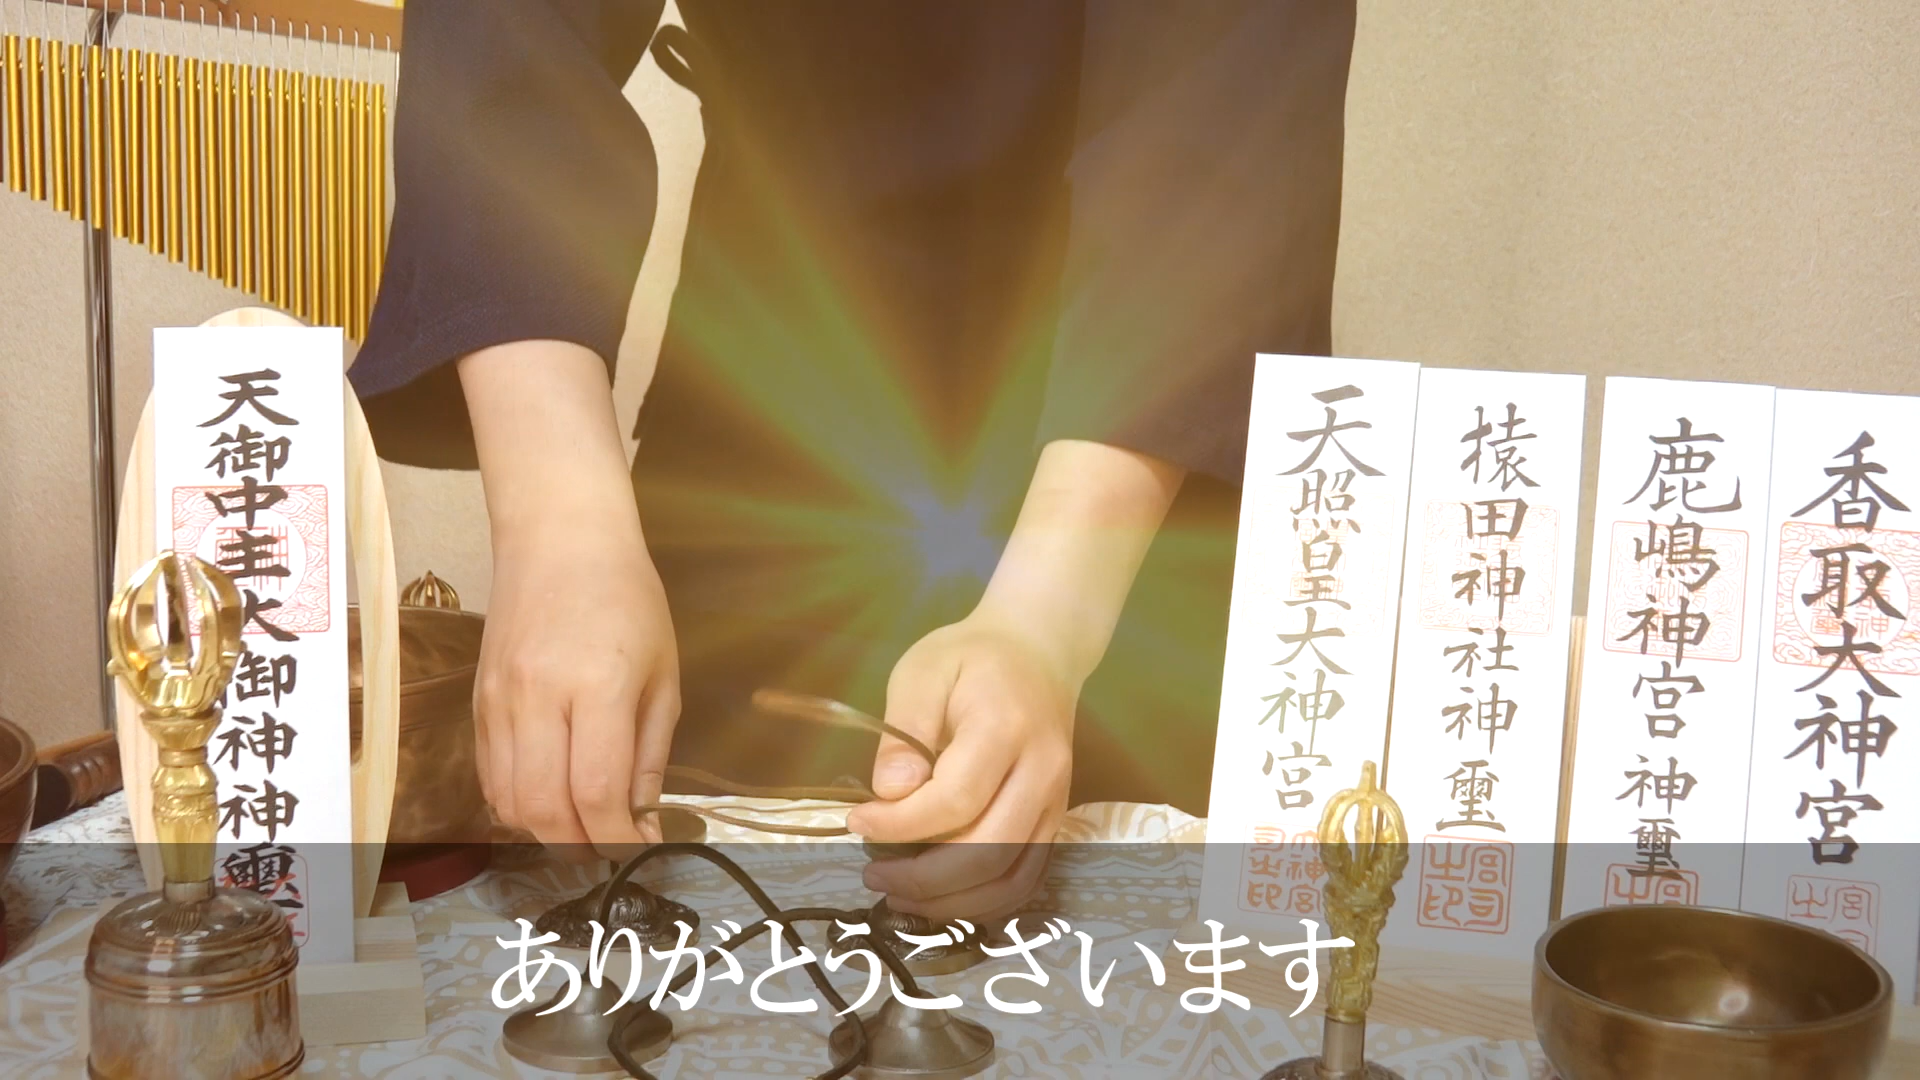 天御中主大御神神璽
天照皇大神宮
猿田神社神璽
鹿嶋神宮神璽
香取大神宮
ありがとうございます